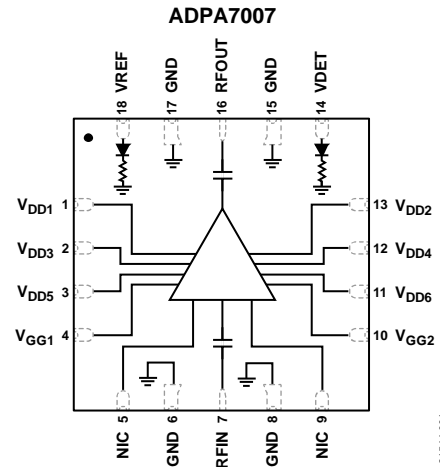 ADPA7007
18 VREF
17 GND
16 RFOUT
15 GND
14 VDET
VDD1 1
13 VDD2
VDD3 2
12 VDD4
VDD5 3
11 VDD6
VGG1 4
10 VGG2
NIC 5
GND 6
RFIN 7
GND 8
NIC 9